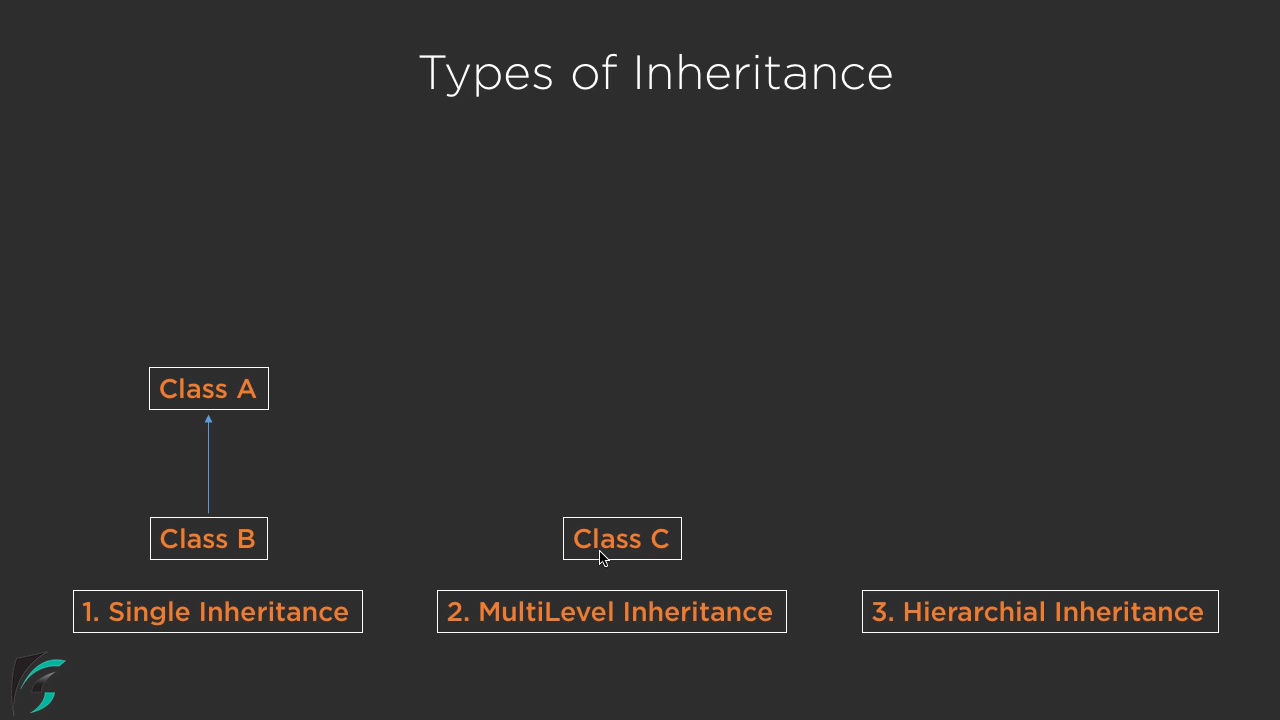 Types of Inheritance
Class A
Class B
Class C
1. Single Inheritance
2. MultiLevel Inheritance
3. Hierarchial Inheritance